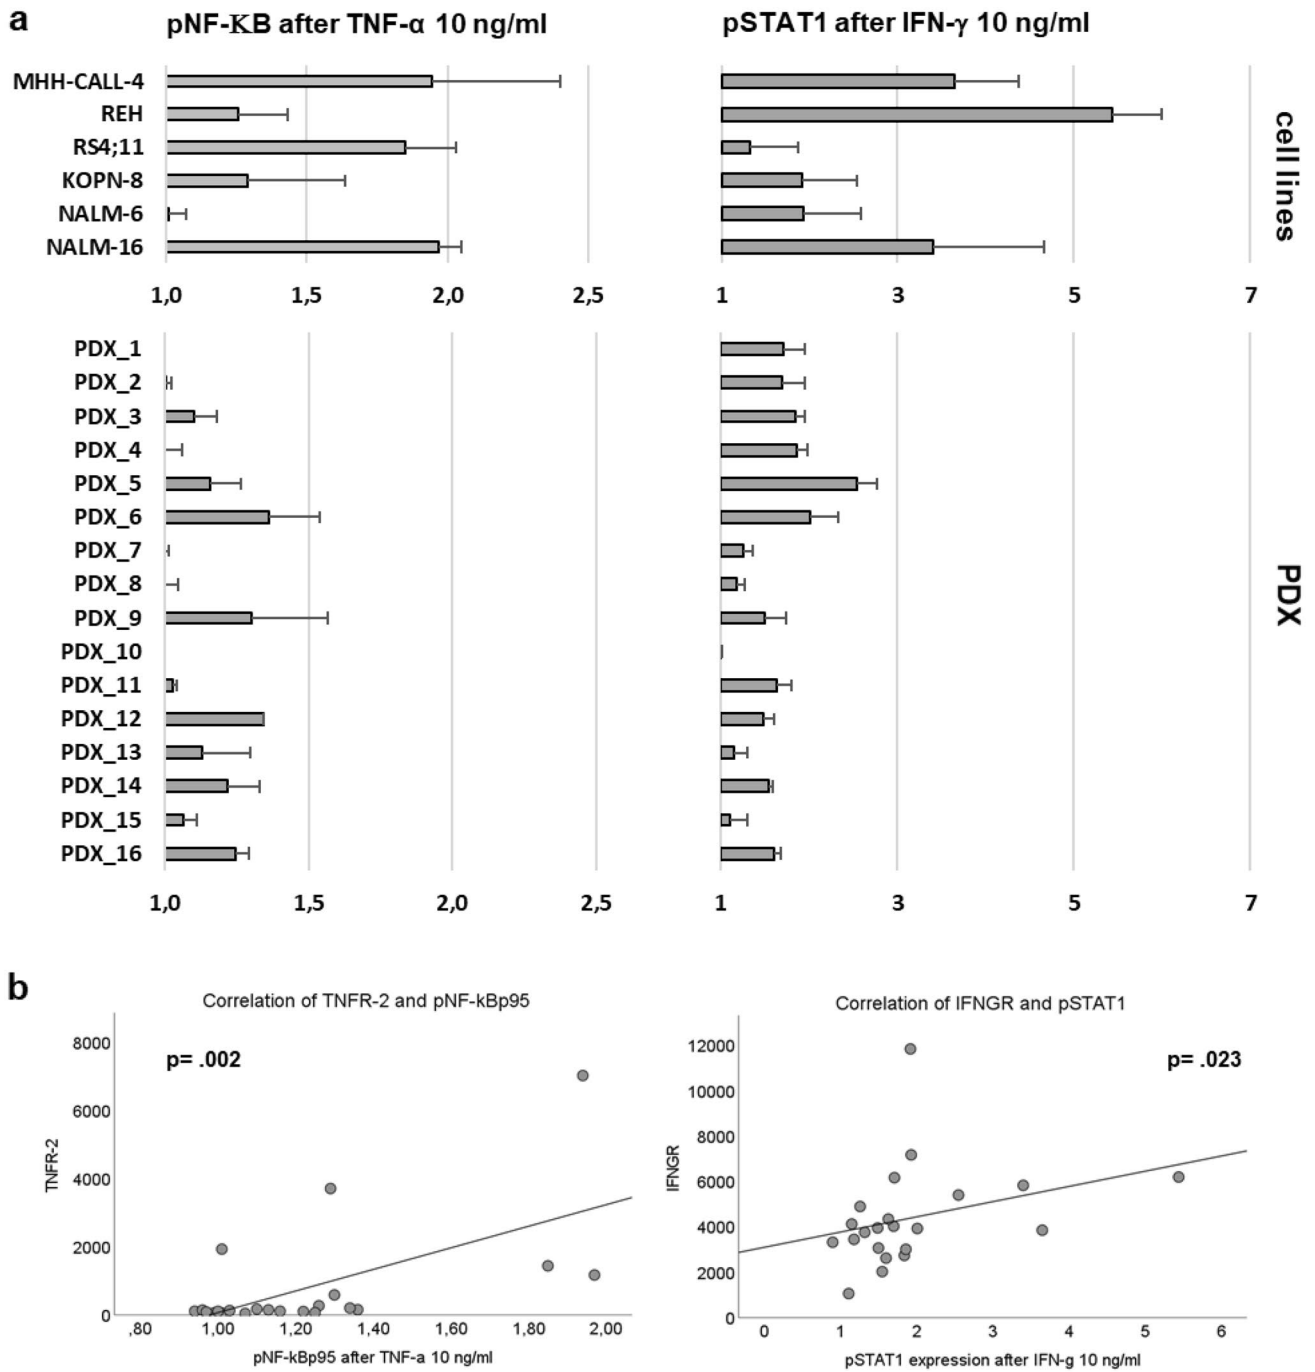 a
pNF-KB after TNF-α 10 ng/ml
pSTAT1 after IFN-γ 10 ng/ml
MHH-CALL-4
REH
RS4;11
KOPN-8
NALM-6
NALM-16
1,0 1,5 2,0 2,5
1 3 5 7
cell lines
PDX_1
PDX_2
PDX_3
PDX_4
PDX_5
PDX_6
PDX_7
PDX_8
PDX_9
PDX_10
PDX_11
PDX_12
PDX_13
PDX_14
PDX_15
PDX_16
1,0 1,5 2,0 2,5
1 3 5 7
PDX
b
Correlation of TNFR-2 and pNF-kBp95
p= .002
TNFR-2
8000
6000
4000
2000
0
,80 1,00 1,20 1,40 1,60 1,80 2,00
pNF-kBp95 after TNF-a 10 ng/ml
Correlation of IFNGR and pSTAT1
p= .023
IFNGR
12000
10000
8000
6000
4000
2000
0
0 1 2 3 4 5 6
pSTAT1 expression after IFN-g 10 ng/ml